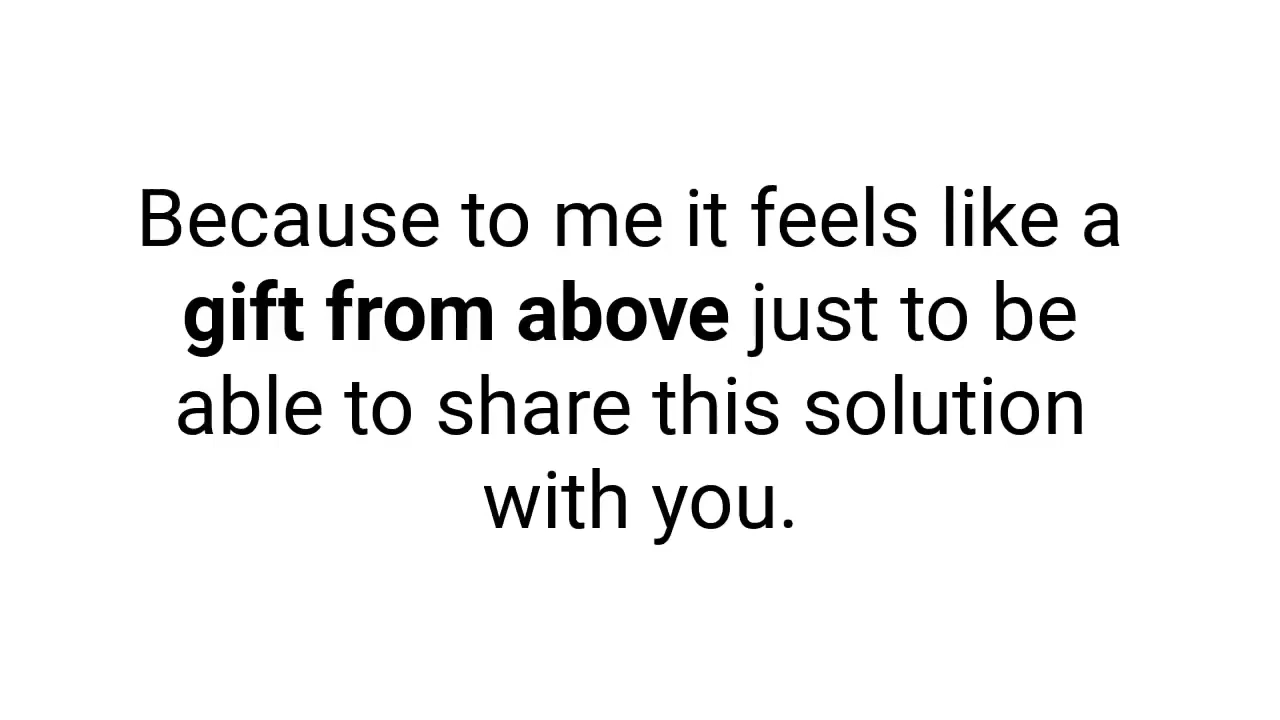 Because to me it feels like a
gift from above just to be
able to share this solution
with you.